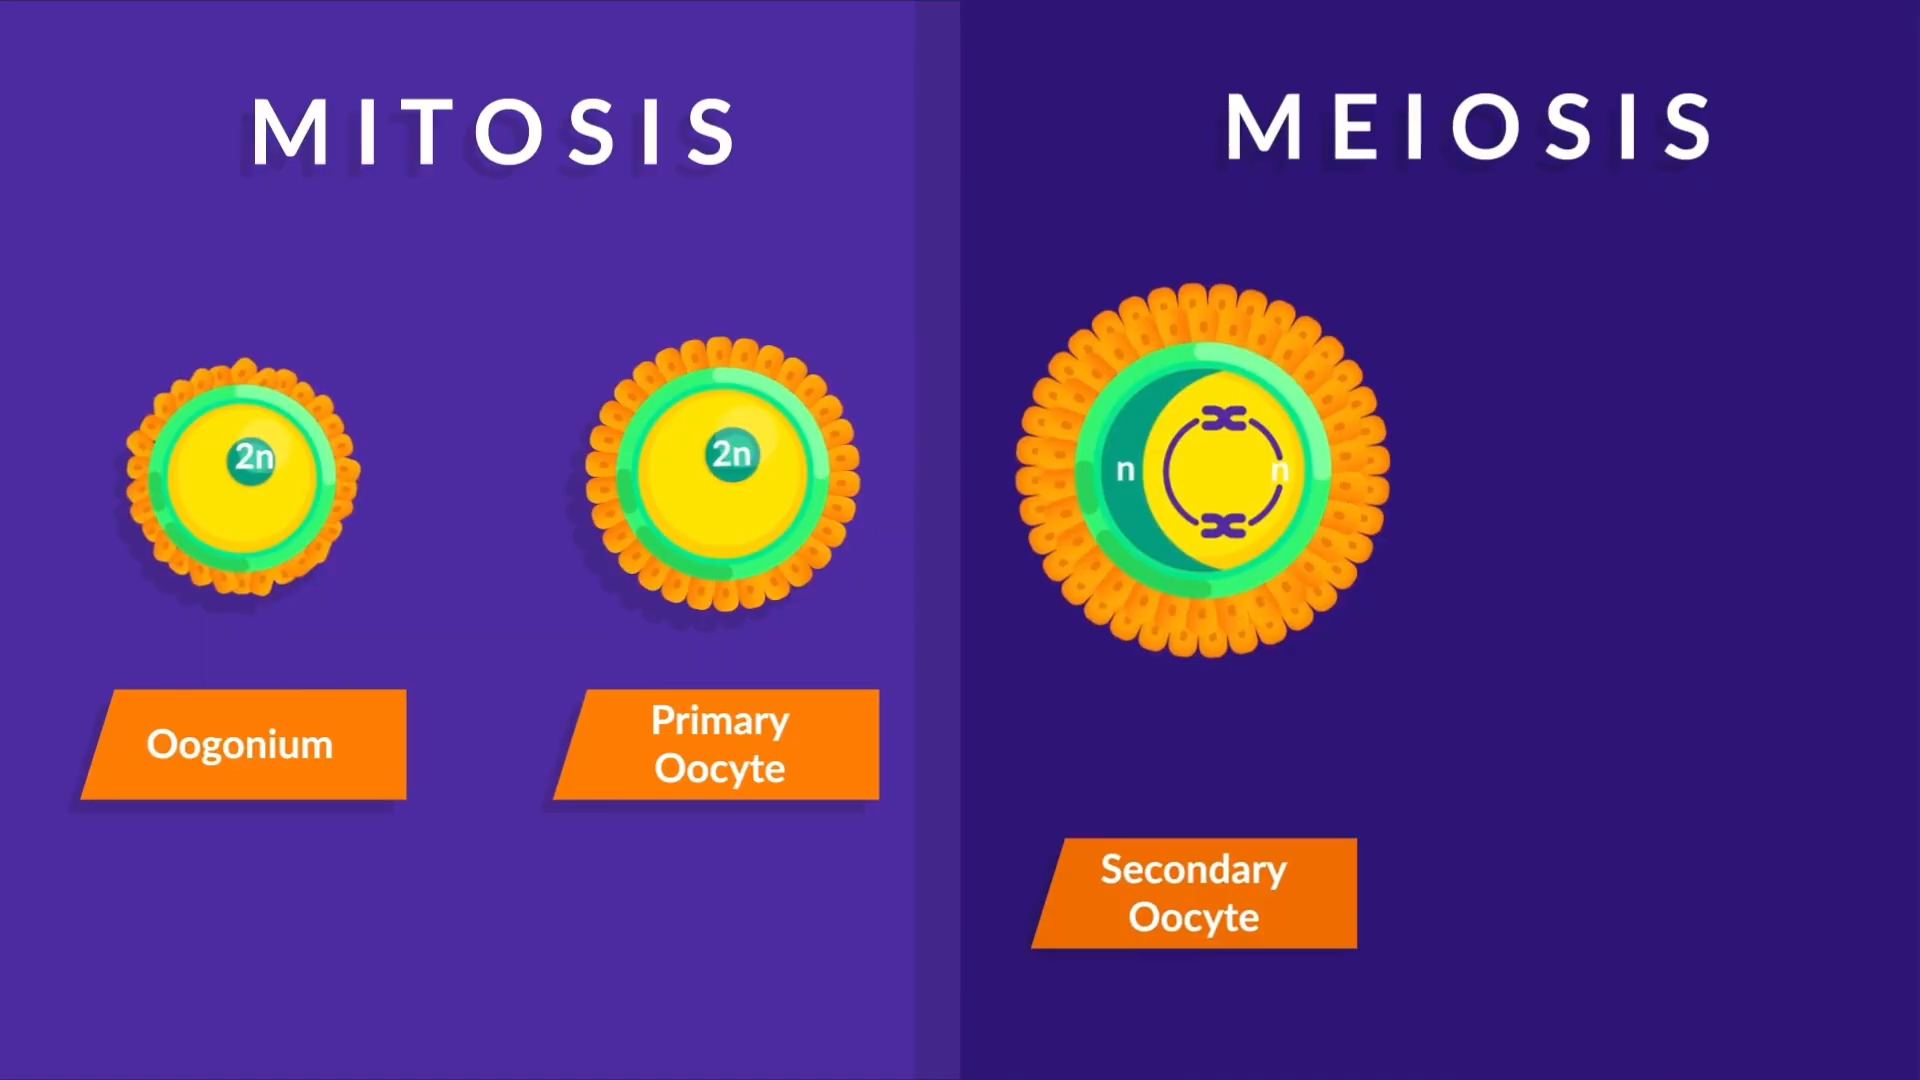 MITOSIS
MEIOSIS
2n
2n
n
n
Oogonium
Primary
Oocyte
Secondary
Oocyte